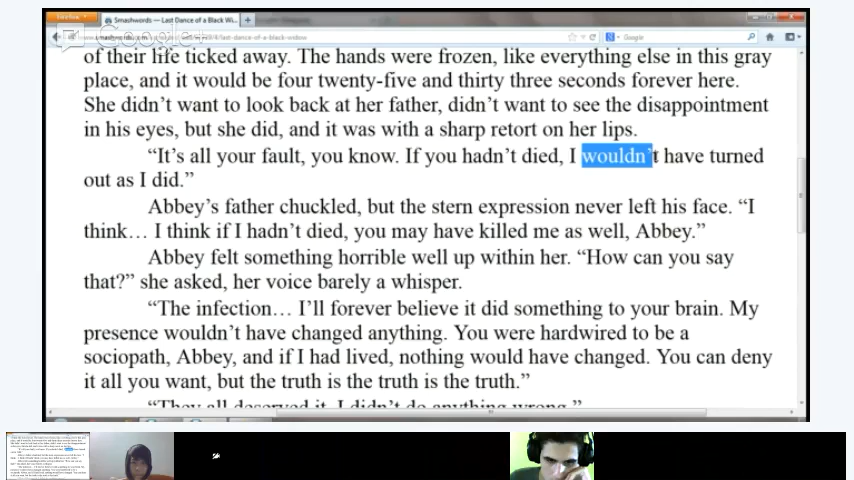 Smashwords — Last Dance of a Black Wi...
Google+
Google
of their life ticked away. The hands were frozen, like everything else in this gray
place, and it would be four twenty-five and thirty three seconds forever here.
She didn’t want to look back at her father, didn’t want to see the disappointment
in his eyes, but she did, and it was with a sharp retort on her lips.
“It’s all your fault, you know. If you hadn’t died, I wouldn’t have turned
out as I did.”
Abbey’s father chuckled, but the stern expression never left his face. “I
think… I think if I hadn’t died, you may have killed me as well, Abbey.”
Abbey felt something horrible well up within her. “How can you say
that?” she asked, her voice barely a whisper.
“The infection… I’ll forever believe it did something to your brain. My
presence wouldn’t have changed anything. You were hardwired to be a
sociopath, Abbey, and if I had lived, nothing would have changed. You can deny
it all you want, but the truth is the truth is the truth.”
“They all deserved it. I didn’t do anything wrong.”